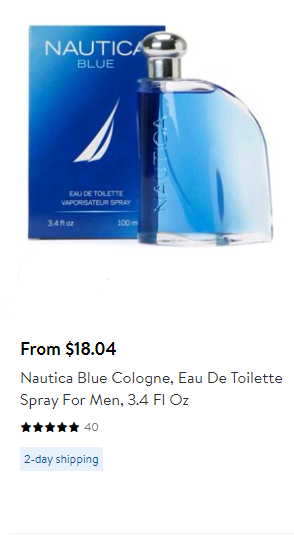 NAUTICA
BLUE
NAUTICA
EAU DE TOILETTE
VAPORISATEUR SPRAY
3.4 fl oz 100 ml
From $18.04
Nautica Blue Cologne, Eau De Toilette
Spray For Men, 3.4 Fl Oz
40
2-day shipping